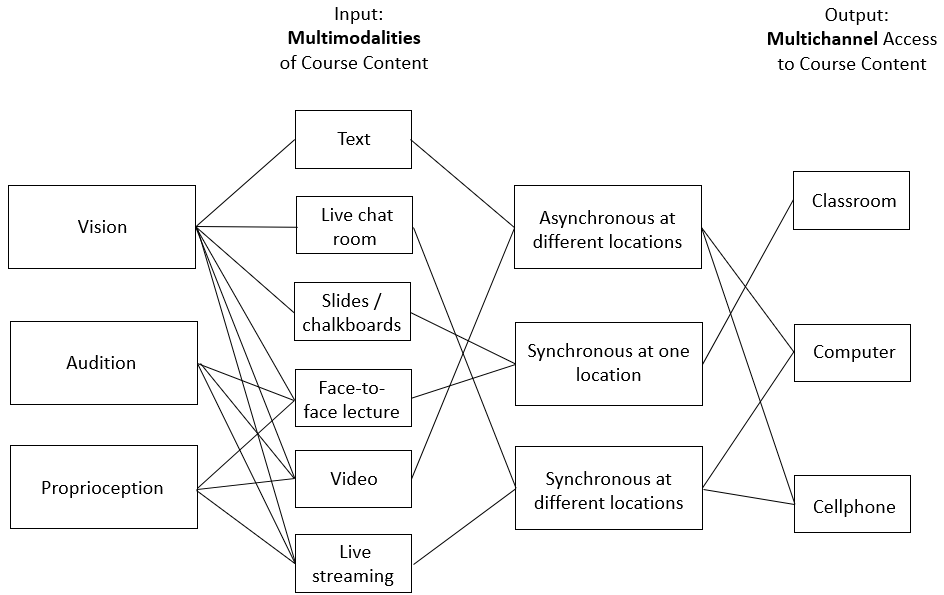 Input:
Multimodalities
of Course Content
Output:
Multichannel Access
to Course Content
Vision
Audition
Proprioception
Text
Live chat
room
Slides /
chalkboards
Face-to-
face lecture
Video
Live
streaming
Asynchronous at
different locations
Synchronous at one
location
Synchronous at
different locations
Classroom
Computer
Cellphone